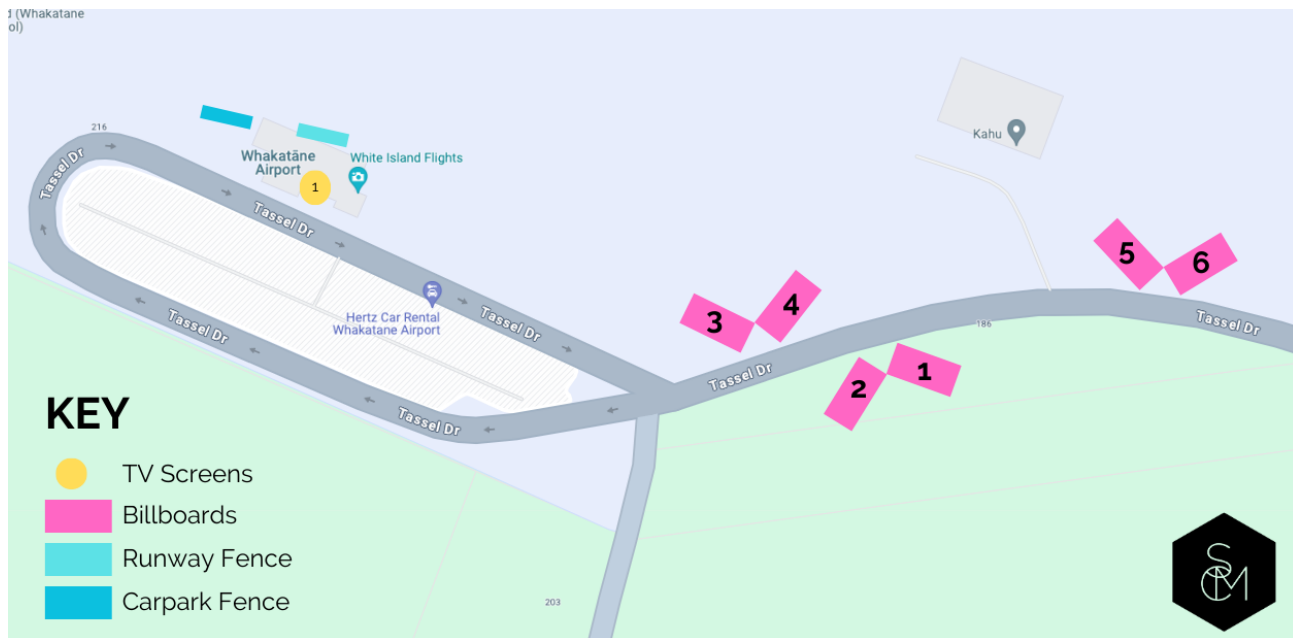 d (Whakatane
ol)
216
Tassel Dr
Whakatāne
Airport
1
White Island Flights
Tassel Dr
Hertz Car Rental
Whakatane Airport
Tassel Dr
Tassel Dr
Tassel Dr
Kahu
5
6
3
4
Tassel Dr
186
Tassel Dr
2
1
KEY
TV Screens
Billboards
Runway Fence
Carpark Fence
203
SCM